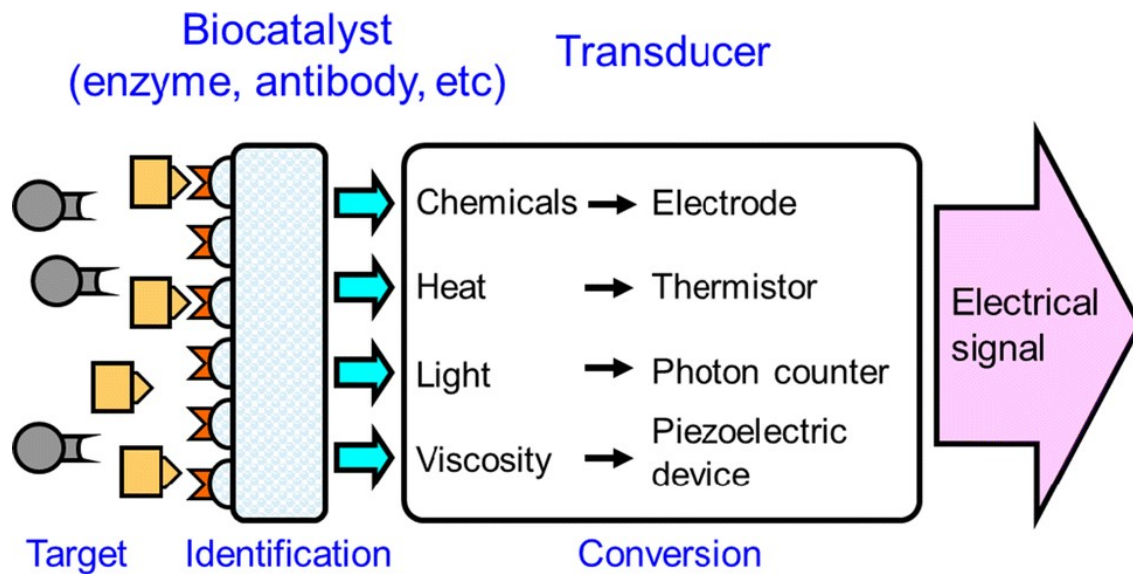 Biocatalyst
(enzyme, antibody, etc)
Transducer
Chemicals
Electrode
Heat
Thermistor
Light
Photon counter
Viscosity
Piezoelectric
device
Electrical
signal
Target
Identification
Conversion